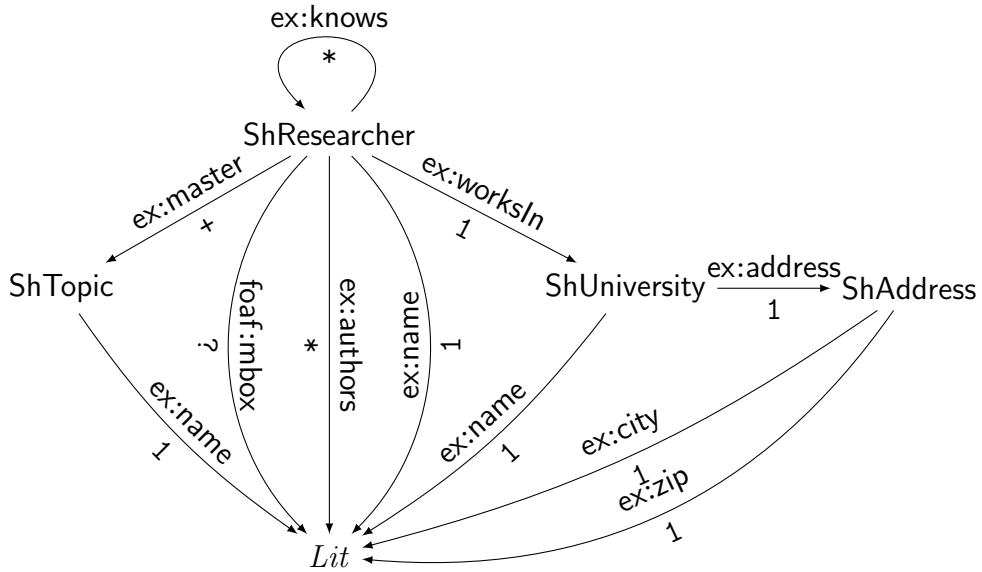 ex:knows
*
ShResearcher
ex:master
+
ex:worksIn
1
ShTopic
foaf:mbox
?
ex:authors
*
ex:name
1
ShUniversity
ex:address
1
ShAddress
ex:name
1
ex:name
1
ex:city
1
ex:zip
1
Lit